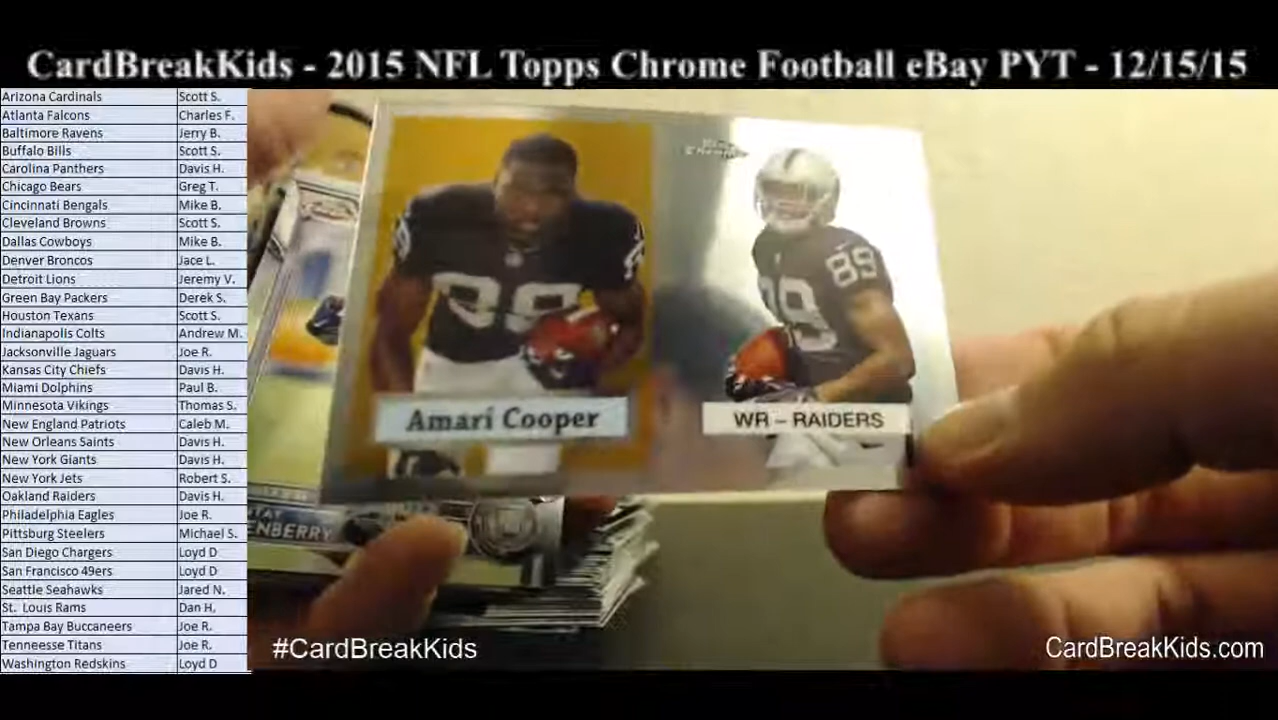 CardBreakKids - 2015 NFL Topps Chrome Football eBay PYT - 12/15/15
Arizona Cardinals Scott S.
Atlanta Falcons Charles F.
Baltimore Ravens Jerry B.
Buffalo Bills Scott S.
Carolina Panthers Davis H.
Chicago Bears Greg T.
Cincinnati Bengals Mike B.
Cleveland Browns Scott S.
Dallas Cowboys Mike B.
Denver Broncos Jace L.
Detroit Lions Jeremy V.
Green Bay Packers Derek S.
Houston Texans Scott S.
Indianapolis Colts Andrew M.
Jacksonville Jaguars Joe R.
Kansas City Chiefs Davis H.
Miami Dolphins Paul B.
Minnesota Vikings Thomas S.
New England Patriots Caleb M.
New Orleans Saints Davis H.
New York Giants Davis H.
New York Jets Robert S.
Oakland Raiders Davis H.
Philadelphia Eagles Joe R.
Pittsburg Steelers Michael S.
San Diego Chargers Loyd D
San Francisco 49ers Loyd D
Seattle Seahawks Jared N.
St. Louis Rams Dan H.
Tampa Bay Buccaneers Joe R.
Tenneesse Titans Joe R.
Washington Redskins Loyd D
89
89
Amari Cooper
WR - RAIDERS
ENBERRY
#CardBreakKids
CardBreakKids.com